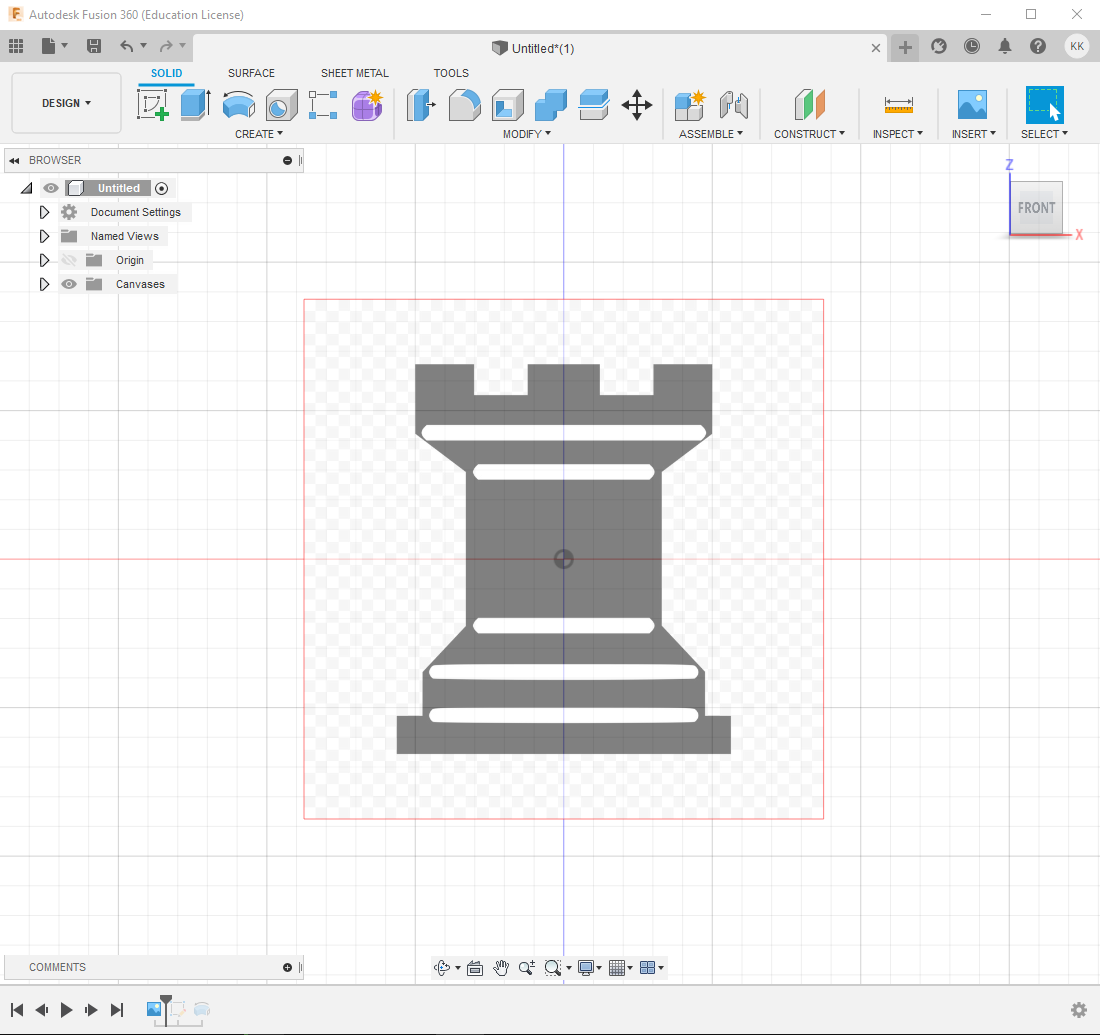 Autodesk Fusion 360 (Education License)
Untitled*(1)
KK
SOLID SURFACE SHEET METAL TOOLS
DESIGN
CREATE MODIFY ASSEMBLE CONSTRUCT INSPECT INSERT SELECT
BROWSER
Untitled
Document Settings
Named Views
Origin
Canvases
Z
FRONT
X
COMMENTS